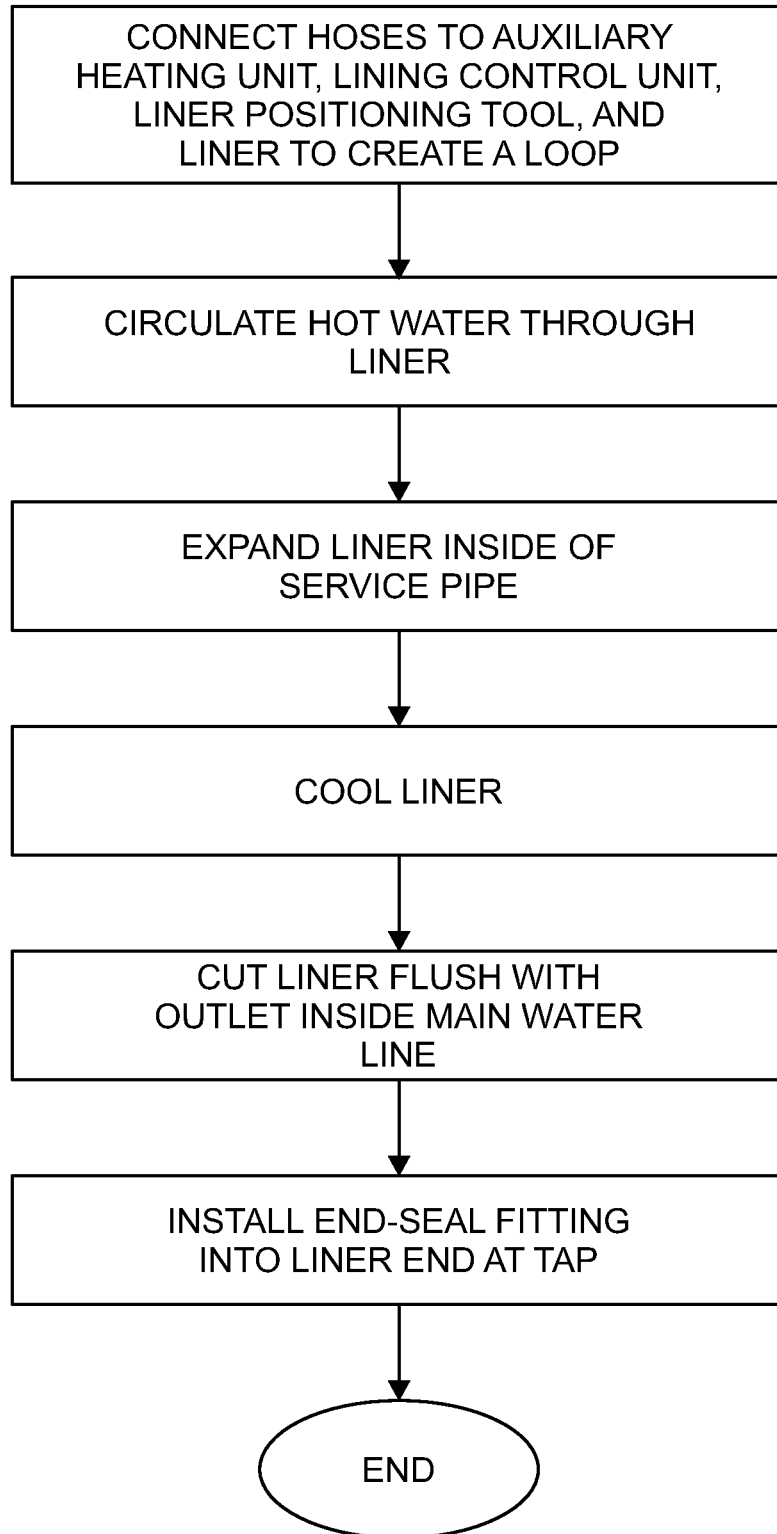 CONNECT HOSES TO AUXILIARY
HEATING UNIT, LINING CONTROL UNIT,
LINER POSITIONING TOOL, AND
LINER TO CREATE A LOOP
CIRCULATE HOT WATER THROUGH
LINER
EXPAND LINER INSIDE OF
SERVICE PIPE
COOL LINER
CUT LINER FLUSH WITH
OUTLET INSIDE MAIN WATER
LINE
INSTALL END-SEAL FITTING
INTO LINER END AT TAP
END